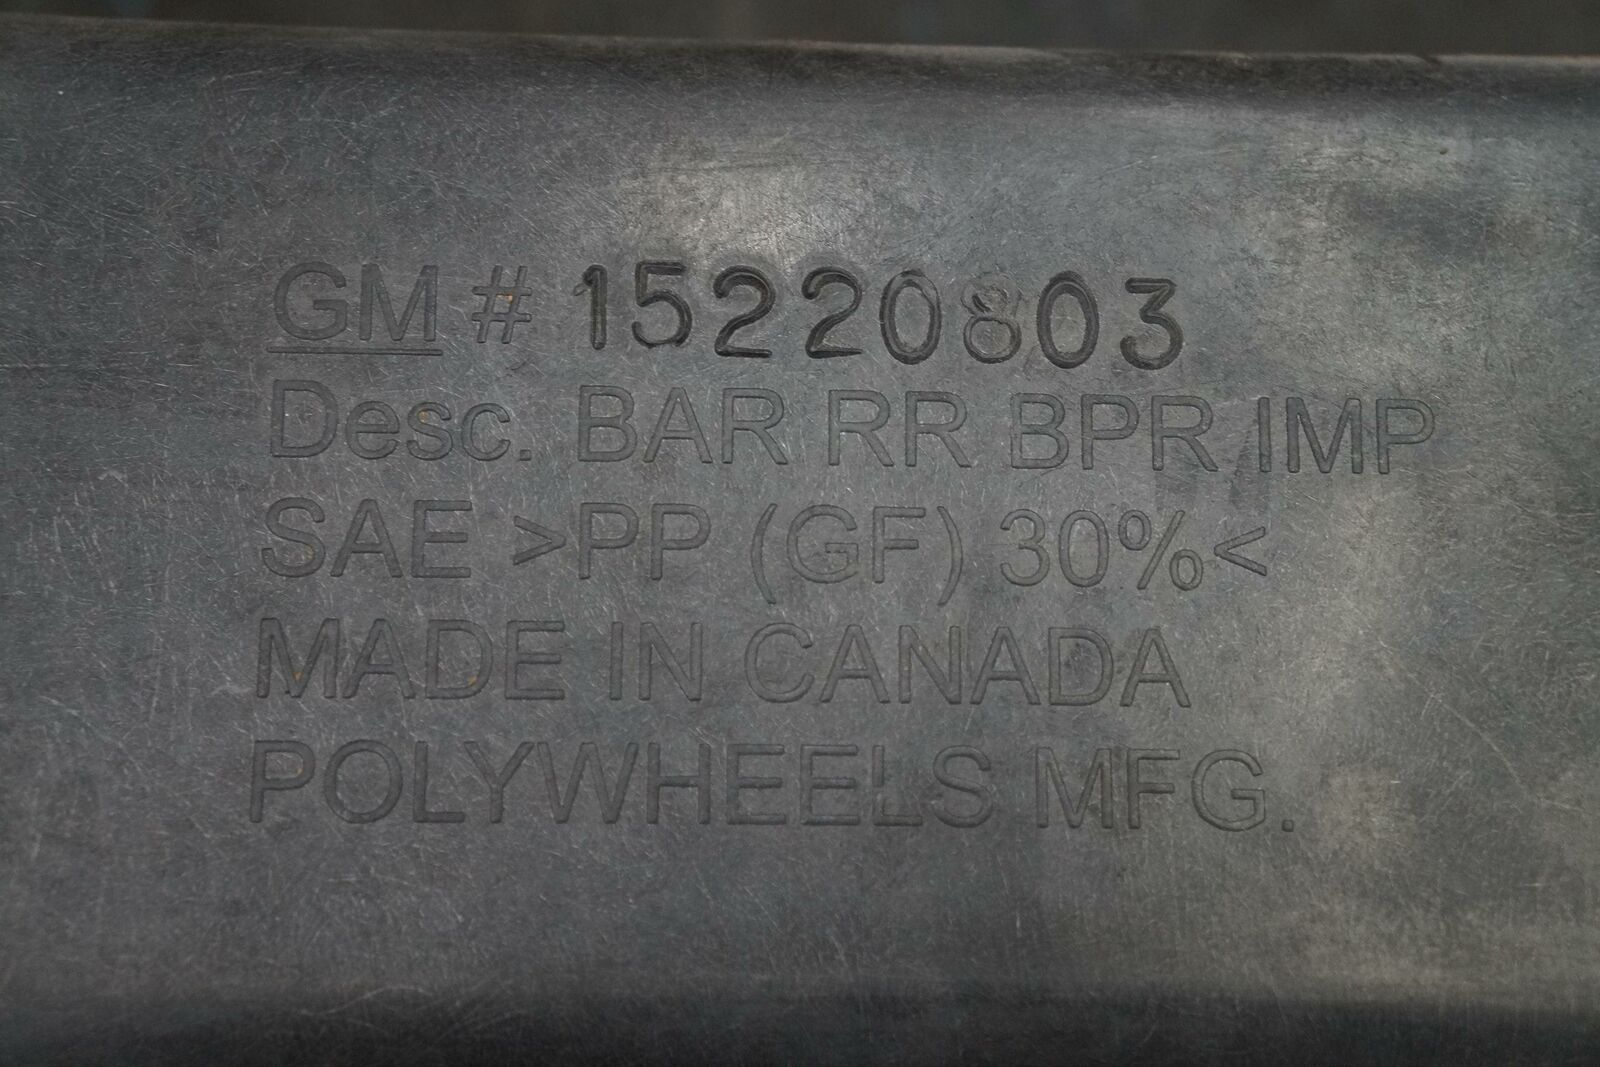 GM # 15220803
Desc. BAR RR BPR IMP
SAE >PP (GF) 30%<
MADE IN CANADA
POLYWHEELS MFG.